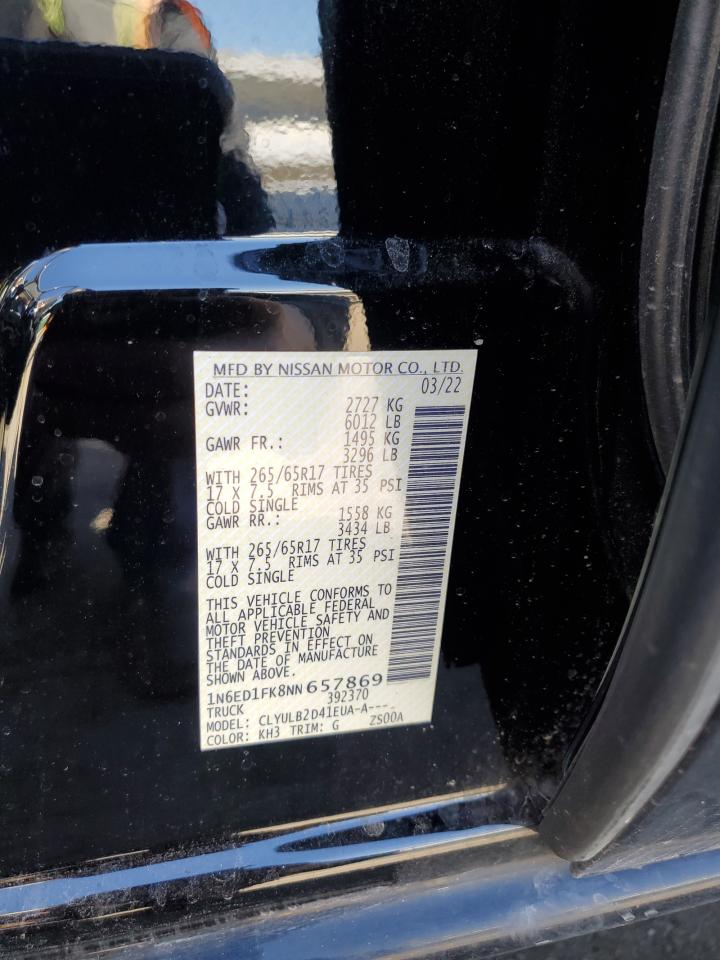 MFD BY NISSAN MOTOR CO., LTD.
DATE: 03/22
GVWR: 2727 KG
6012 LB
GAWR FR.: 1495 KG
3296 LB
WITH 265/65R17 TIRES
17 X 7.5 RIMS AT 35 PSI
COLD SINGLE
GAWR RR.: 1558 KG
3434 LB
WITH 265/65R17 TIRES
17 X 7.5 RIMS AT 35 PSI
COLD SINGLE
THIS VEHICLE CONFORMS TO
ALL APPLICABLE FEDERAL
MOTOR VEHICLE SAFETY AND
THEFT PREVENTION
STANDARDS IN EFFECT ON
THE DATE OF MANUFACTURE
SHOWN ABOVE.
1N6ED1FK8NN657869
TRUCK 392370
MODEL: CLYULB2D41EUA-A----
COLOR: KH3 TRIM: G ZS00A